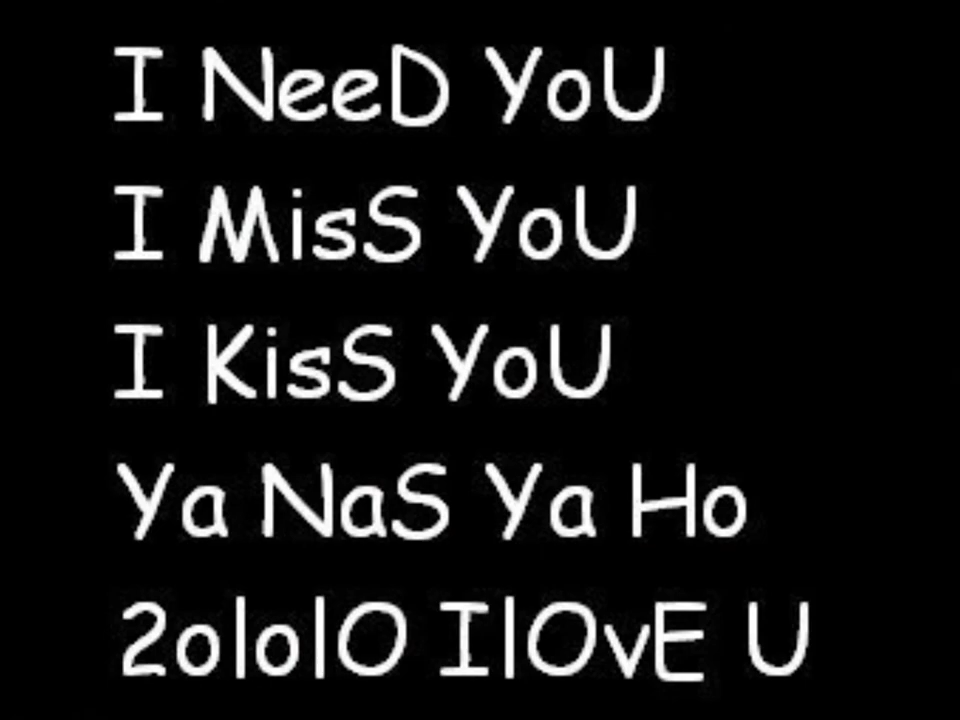 I NeeD YoU
I MisS YoU
I KisS YoU
Ya NaS Ya Ho
2ololO IlOvE U